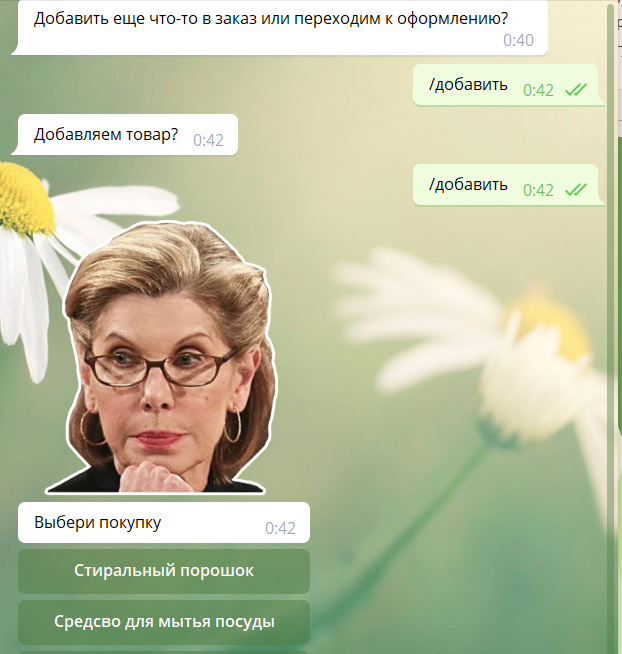 Добавить еще что-то в заказ или переходим к оформлению?
0:40
/добавить 0:42
Добавляем товар? 0:42
/добавить 0:42
Выбери покупку 0:42
Стиральный порошок
Средсво для мытья посуды